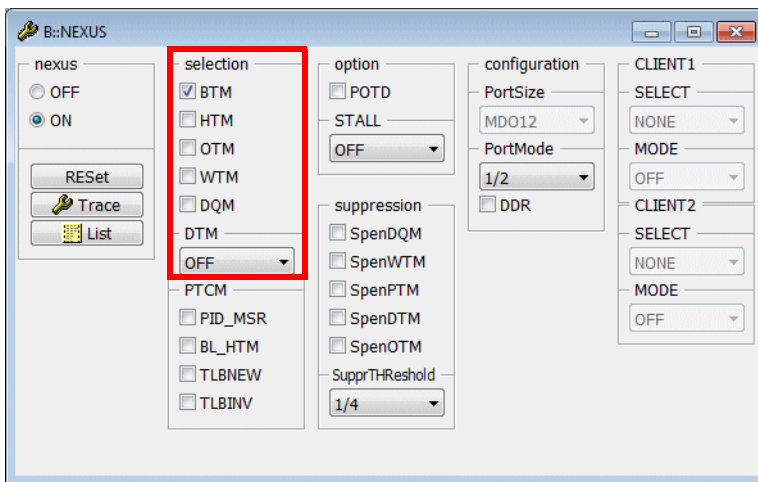 B::NEXUS
nexus
OFF
ON
RESet
Trace
List
selection
BTM
HTM
OTM
WTM
DQM
DTM
OFF
PTCM
PID_MSR
BL_HTM
TLBNEW
TLBINV
option
POTD
STALL
OFF
suppression
SpenDQM
SpenWTM
SpenPTM
SpenDTM
SpenOTM
SupprTHReshold
1/4
configuration
PortSize
MDO12
PortMode
1/2
DDR
CLIENT1
SELECT
NONE
MODE
OFF
CLIENT2
SELECT
NONE
MODE
OFF